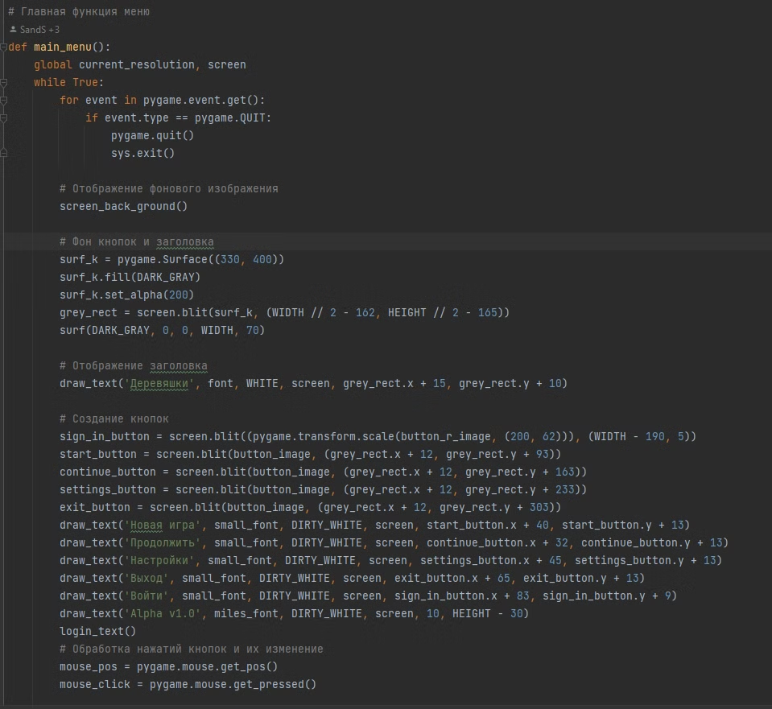 # Главная функция меню
SandS +3
def main_menu():
    global current_resolution, screen
    while True:
        for event in pygame.event.get():
            if event.type == pygame.QUIT:
                pygame.quit()
                sys.exit()

        # Отображение фонового изображения
        screen_back_ground()

        # Фон кнопок и заголовка
        surf_k = pygame.Surface((330, 400))
        surf_k.fill(DARK_GRAY)
        surf_k.set_alpha(200)
        grey_rect = screen.blit(surf_k, (WIDTH // 2 - 162, HEIGHT // 2 - 165))
        surf(DARK_GRAY, 0, 0, WIDTH, 70)

        # Отображение заголовка
        draw_text('Деревяшки', font, WHITE, screen, grey_rect.x + 15, grey_rect.y + 10)

        # Создание кнопок
        sign_in_button = screen.blit((pygame.transform.scale(button_r_image, (200, 62))), (WIDTH - 190, 5))
        start_button = screen.blit(button_image, (grey_rect.x + 12, grey_rect.y + 93))
        continue_button = screen.blit(button_image, (grey_rect.x + 12, grey_rect.y + 163))
        settings_button = screen.blit(button_image, (grey_rect.x + 12, grey_rect.y + 233))
        exit_button = screen.blit(button_image, (grey_rect.x + 12, grey_rect.y + 303))
        draw_text('Новая игра', small_font, DIRTY_WHITE, screen, start_button.x + 40, start_button.y + 13)
        draw_text('Продолжить', small_font, DIRTY_WHITE, screen, continue_button.x + 32, continue_button.y + 13)
        draw_text('Настройки', small_font, DIRTY_WHITE, screen, settings_button.x + 45, settings_button.y + 13)
        draw_text('Выход', small_font, DIRTY_WHITE, screen, exit_button.x + 65, exit_button.y + 13)
        draw_text('Войти', small_font, DIRTY_WHITE, screen, sign_in_button.x + 83, sign_in_button.y + 9)
        draw_text('Alpha v1.0', miles_font, DIRTY_WHITE, screen, 10, HEIGHT - 30)
        login_text()
        # Обработка нажатий кнопок и их изменение
        mouse_pos = pygame.mouse.get_pos()
        mouse_click = pygame.mouse.get_pressed()